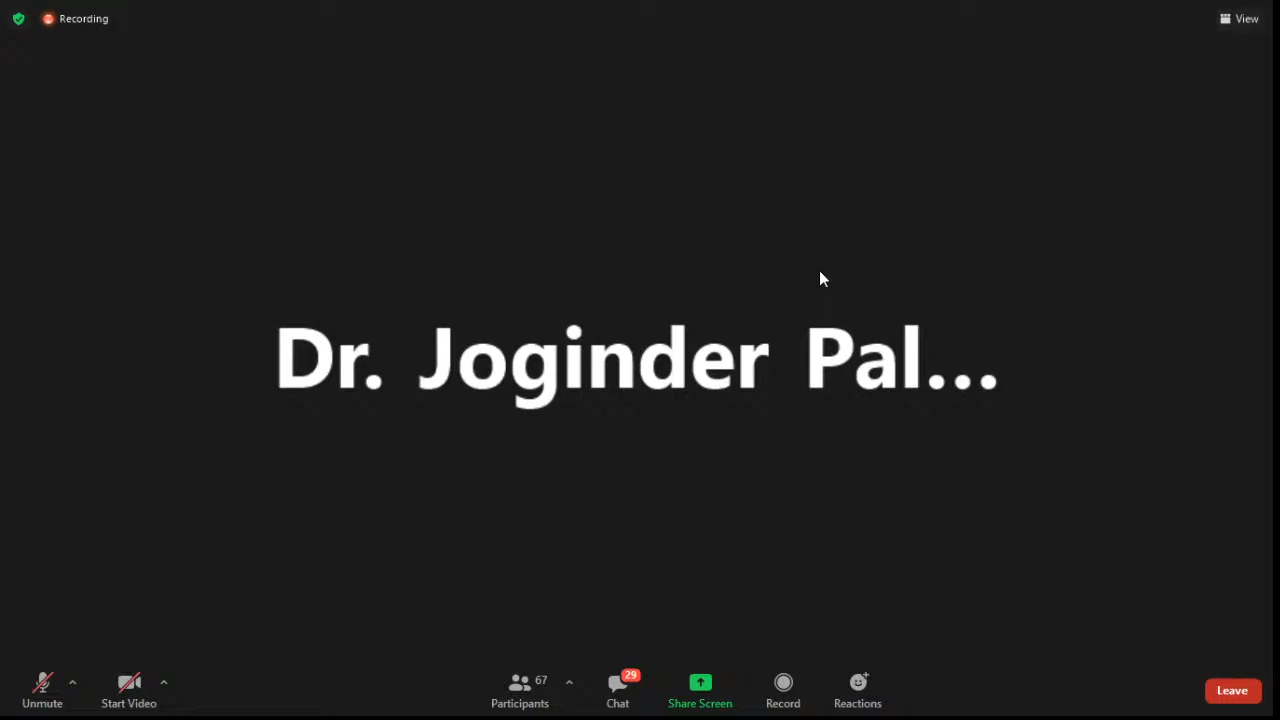 Recording
View
Dr. Joginder Pal...
67
29
Unmute
Start Video
Participants
Chat
Share Screen
Record
Reactions
Leave